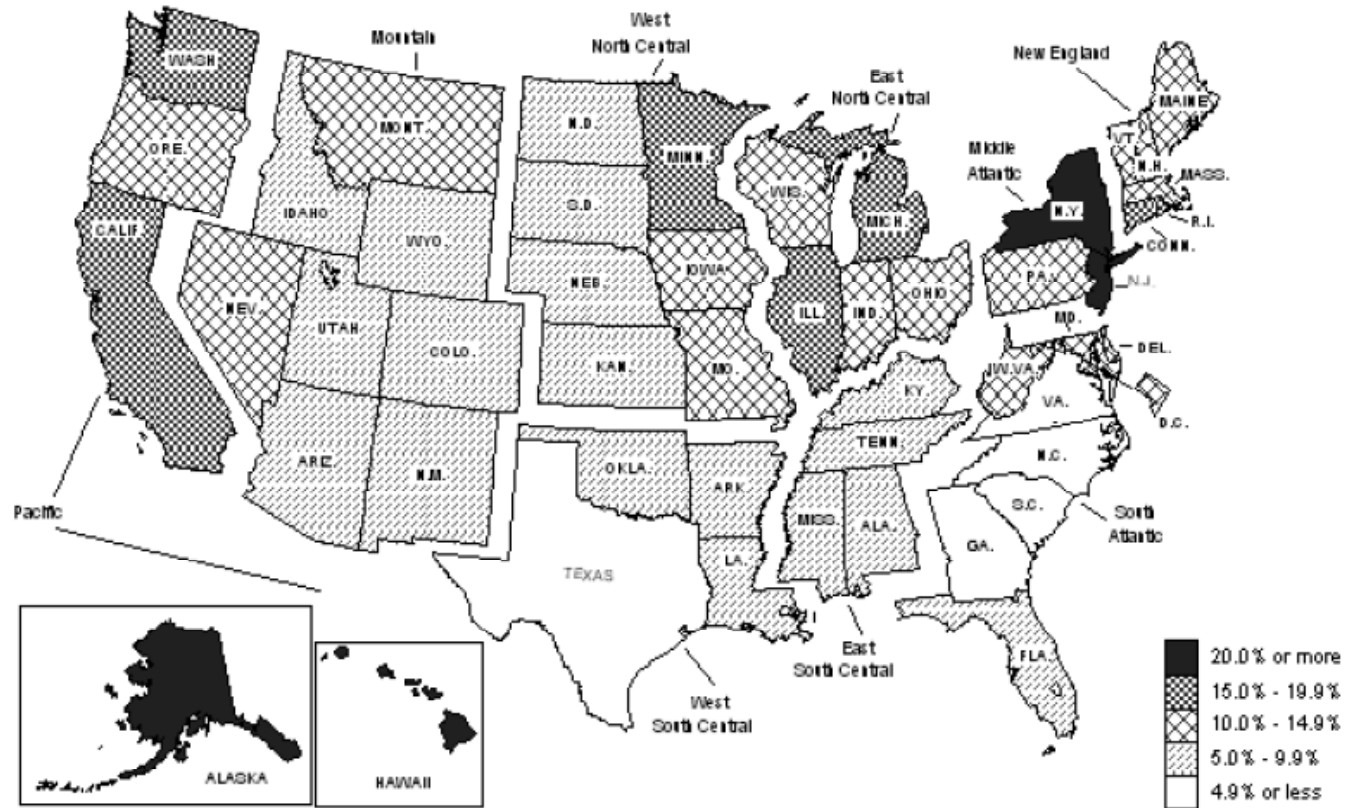 West
North Central
Mountain
New England
East
North Central
WASH
MAINE
MONT.
N.D.
MINN.
VT.
ORE.
Middle
Atlantic
N.H.
MASS.
WIS.
S.D.
IDAHO
MICH.
N.Y.
R.I.
CALIF.
WYO.
CONN.
IOWA
PA.
NEB.
OHIO
N.J.
NEV.
ILL.
IND.
UTAH
MD.
COLO.
DEL.
KAN.
MO.
W.VA.
KY.
VA.
D.C.
TENN.
ARIZ.
N.M.
OKLA.
N.C.
ARK.
Pacific
MISS.
ALA.
S.C.
South
Atlantic
GA.
LA.
TEXAS
East
South Central
FLA.
West
South Central
ALASKA
HAWAII
20.0% or more
15.0% - 19.9%
10.0% - 14.9%
5.0% - 9.9%
4.9% or less